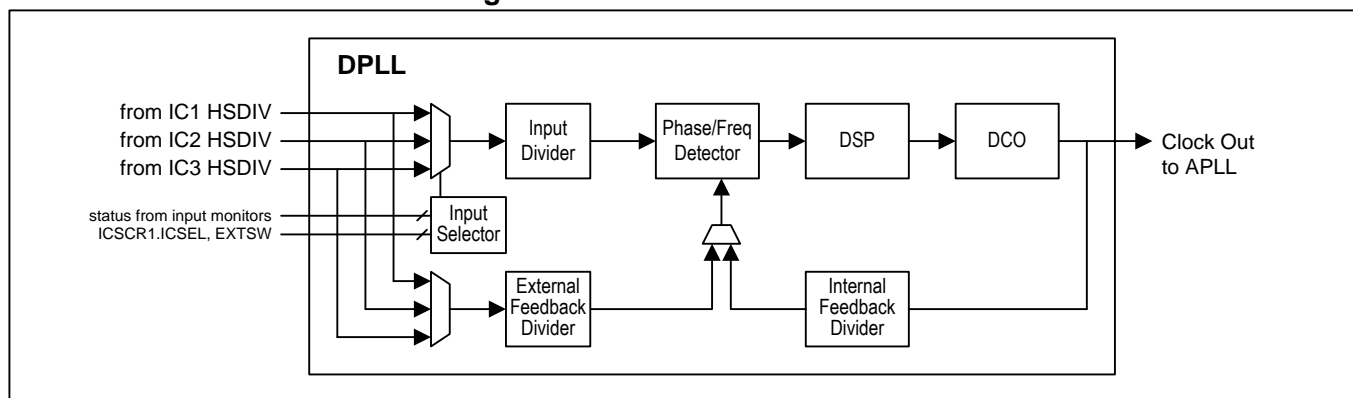 DPLL
from IC1 HSDIV
from IC2 HSDIV
from IC3 HSDIV
status from input monitors
ICSCR1.ICSEL, EXTSW
Input
Divider
Phase/Freq
Detector
DSP
DCO
Clock Out
to APLL
Input
Selector
External
Feedback
Divider
Internal
Feedback
Divider